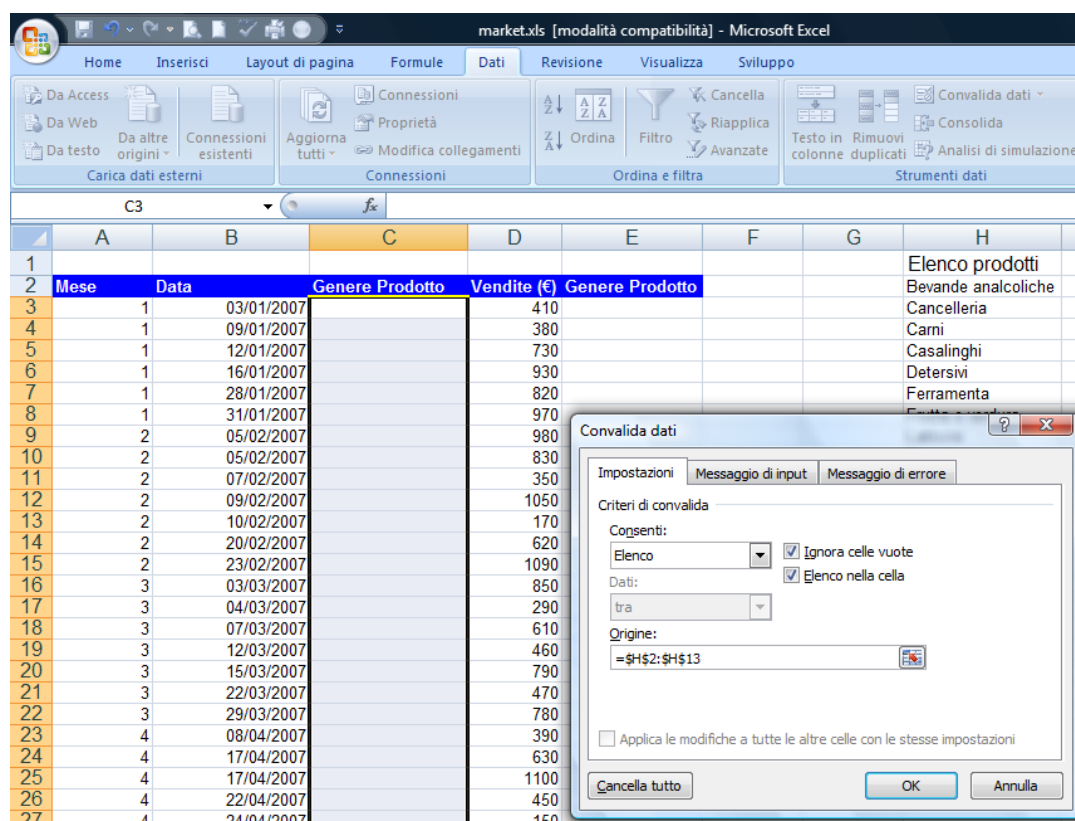 market.xls [modalità compatibilità] - Microsoft Excel
Home Inserisci Layout di pagina Formule Dati Revisione Visualizza Sviluppo
Da Access
Da Web
Da testo
Da altre origini
Connessioni esistenti
Carica dati esterni
Aggiorna tutti
Connessioni
Proprietà
Modifica collegamenti
Connessioni
Ordina
Filtro
Cancella
Riapplica
Avanzate
Ordina e filtra
Testo in colonne
Rimuovi duplicati
Convalida dati
Consolida
Analisi di simulazione
Strumenti dati
C3 fx
A B C D E F G H
1 Elenco prodotti
2 Mese Data Genere Prodotto Vendite (€) Genere Prodotto Bevande analcoliche
3 1 03/01/2007 410 Cancelleria
4 1 09/01/2007 380 Carni
5 1 12/01/2007 730 Casalinghi
6 1 16/01/2007 930 Detersivi
7 1 28/01/2007 820 Ferramenta
8 1 31/01/2007 970
9 2 05/02/2007 980
10 2 05/02/2007 830
11 2 07/02/2007 350
12 2 09/02/2007 1050
13 2 10/02/2007 170
14 2 20/02/2007 620
15 2 23/02/2007 1090
16 3 03/03/2007 850
17 3 04/03/2007 290
18 3 07/03/2007 610
19 3 12/03/2007 460
20 3 15/03/2007 790
21 3 22/03/2007 470
22 3 29/03/2007 780
23 4 08/04/2007 390
24 4 17/04/2007 630
25 4 17/04/2007 1100
26 4 22/04/2007 450
27 4 24/04/2007 150
Convalida dati
Impostazioni Messaggio di input Messaggio di errore
Criteri di convalida
Consenti:
Elenco
Ignora celle vuote
Elenco nella cella
Dati:
tra
Origine:
=$H$2:$H$13
Applica le modifiche a tutte le altre celle con le stesse impostazioni
Cancella tutto OK Annulla